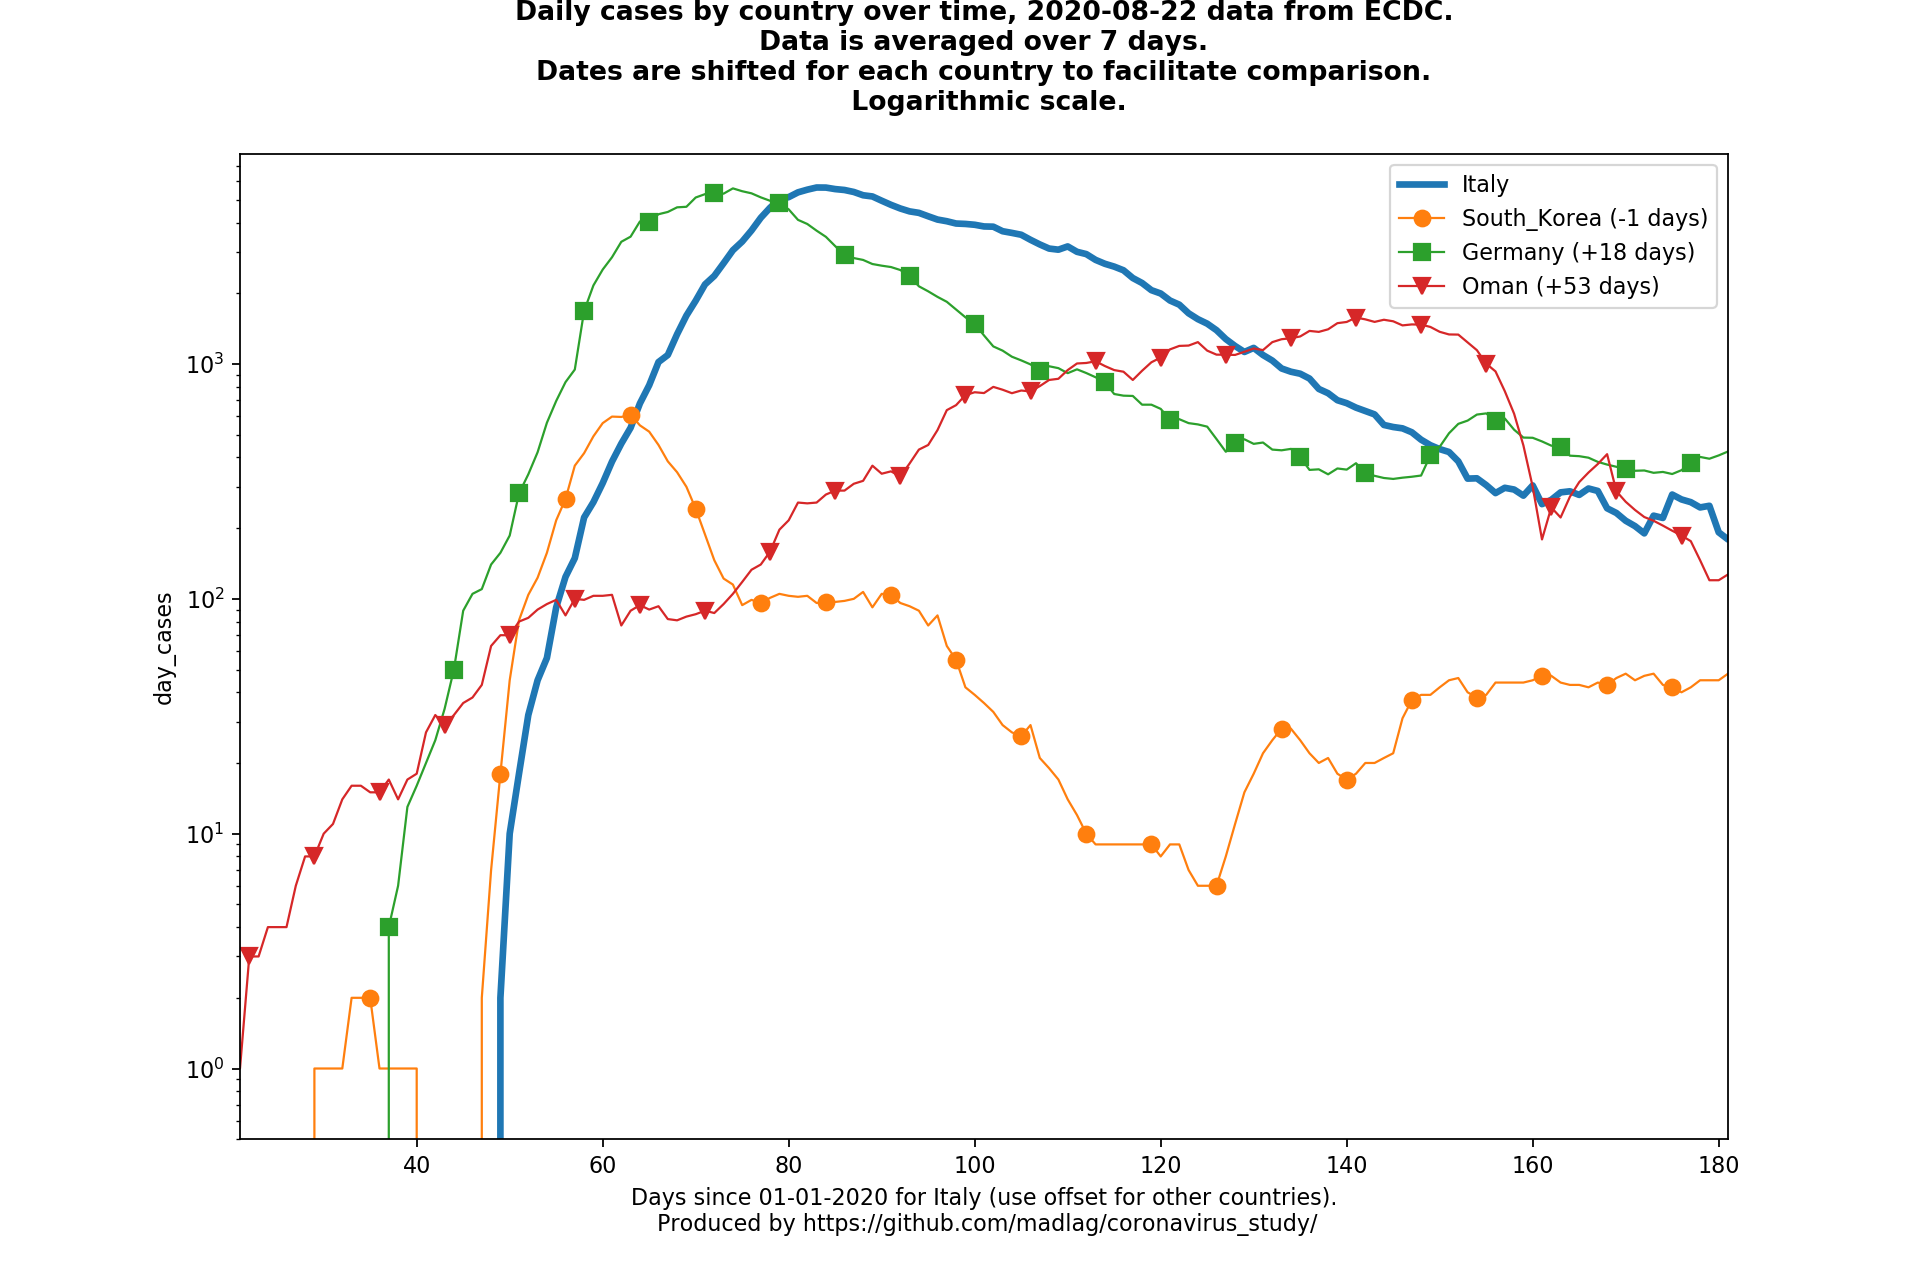 Daily cases by country over time, 2020-08-22 data from ECDC.
Data is averaged over 7 days.
Dates are shifted for each country to facilitate comparison.
Logarithmic scale.
Italy
South_Korea (-1 days)
Germany (+18 days)
Oman (+53 days)
10³
10²
10¹
10⁰
day_cases
40 60 80 100 120 140 160 180
Days since 01-01-2020 for Italy (use offset for other countries).
Produced by https://github.com/madlag/coronavirus_study/